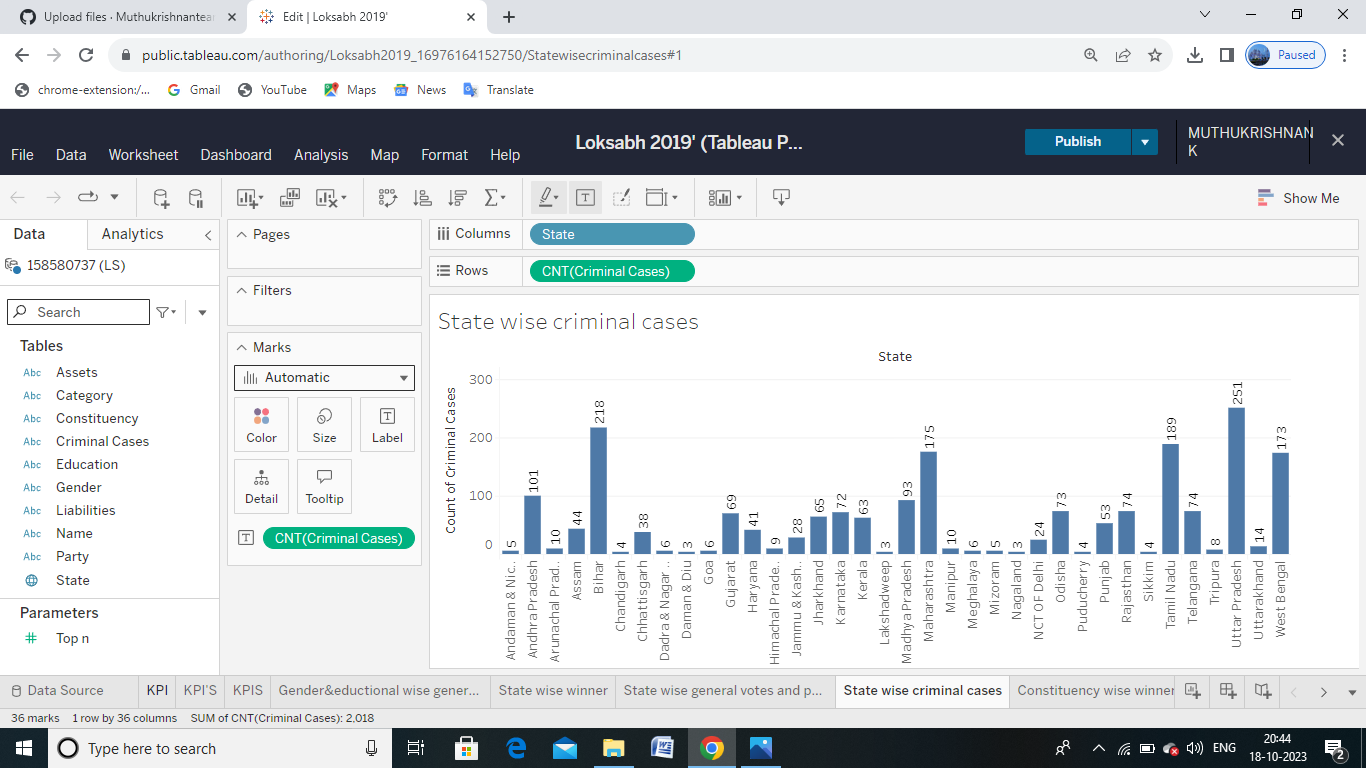 Upload files · Muthukrishnantea
Edit | Loksabh 2019'
public.tableau.com/authoring/Loksabh2019_16976164152750/Statewisecriminalcases#1
Paused
chrome-extension:/...
Gmail
YouTube
Maps
News
Translate
Loksabh 2019' (Tableau P...
Publish
MUTHUKRISHNAN
K
File Data Worksheet Dashboard Analysis Map Format Help
Show Me
Data
Analytics
Pages
Columns
State
158580737 (LS)
Rows
CNT(Criminal Cases)
Filters
Search
Tables
Abc Assets
Abc Category
Abc Constituency
Abc Criminal Cases
Abc Education
Abc Gender
Abc Liabilities
Abc Name
Abc Party
State
Parameters
Top n
Marks
Automatic
Color
Size
Label
Detail
Tooltip
CNT(Criminal Cases)
State wise criminal cases
State
Count of Criminal Cases
300
200
100
0
5
101
10
44
218
4
38
6
3
6
69
41
9
28
65
72
63
3
93
175
10
6
5
3
24
73
4
53
74
4
189
74
8
251
14
173
Andaman & Nic..
Andhra Pradesh
Arunachal Prad..
Assam
Bihar
Chandigarh
Chhattisgarh
Dadra & Nagar ..
Daman & Diu
Goa
Gujarat
Haryana
Himachal Prade..
Jammu & Kash..
Jharkhand
Karnataka
Kerala
Lakshadweep
Madhya Pradesh
Maharashtra
Manipur
Meghalaya
Mizoram
Nagaland
NCT OF Delhi
Odisha
Puducherry
Punjab
Rajasthan
Sikkim
Tamil Nadu
Telangana
Tripura
Uttar Pradesh
Uttarakhand
West Bengal
Data Source
KPI
KPI'S
KPIS
Gender&eductional wise gener...
State wise winner
State wise general votes and p...
State wise criminal cases
Constituency wise winner
36 marks 1 row by 36 columns SUM of CNT(Criminal Cases): 2,018
Type here to search
ENG
20:44
18-10-2023
2